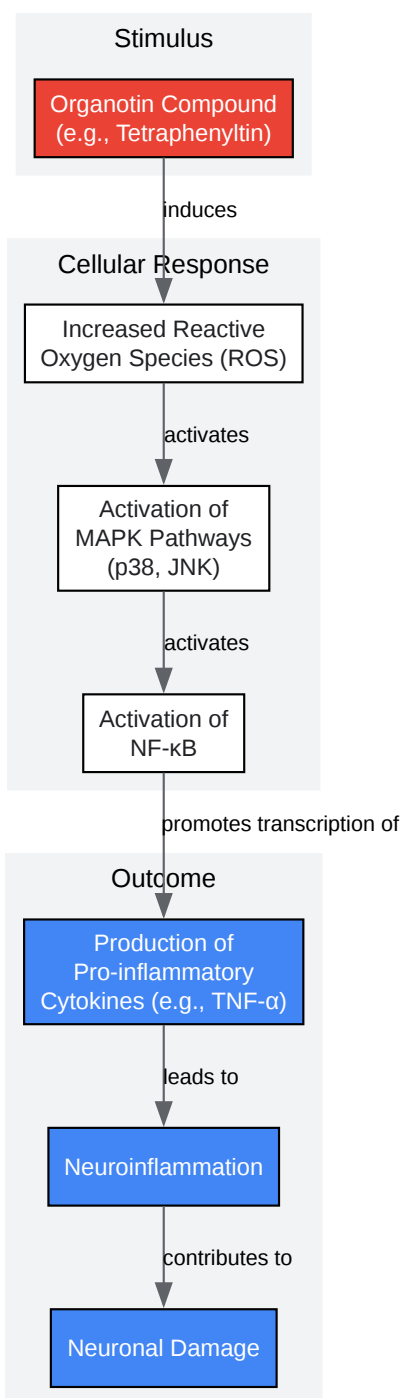 Stimulus
Organotin Compound
(e.g., Tetraphenyltin)
induces
Cellular Response
Increased Reactive
Oxygen Species (ROS)
activates
Activation of
MAPK Pathways
(p38, JNK)
activates
Activation of
NF-κB
promotes transcription of
Outcome
Production of
Pro-inflammatory
Cytokines (e.g., TNF-α)
leads to
Neuroinflammation
contributes to
Neuronal Damage